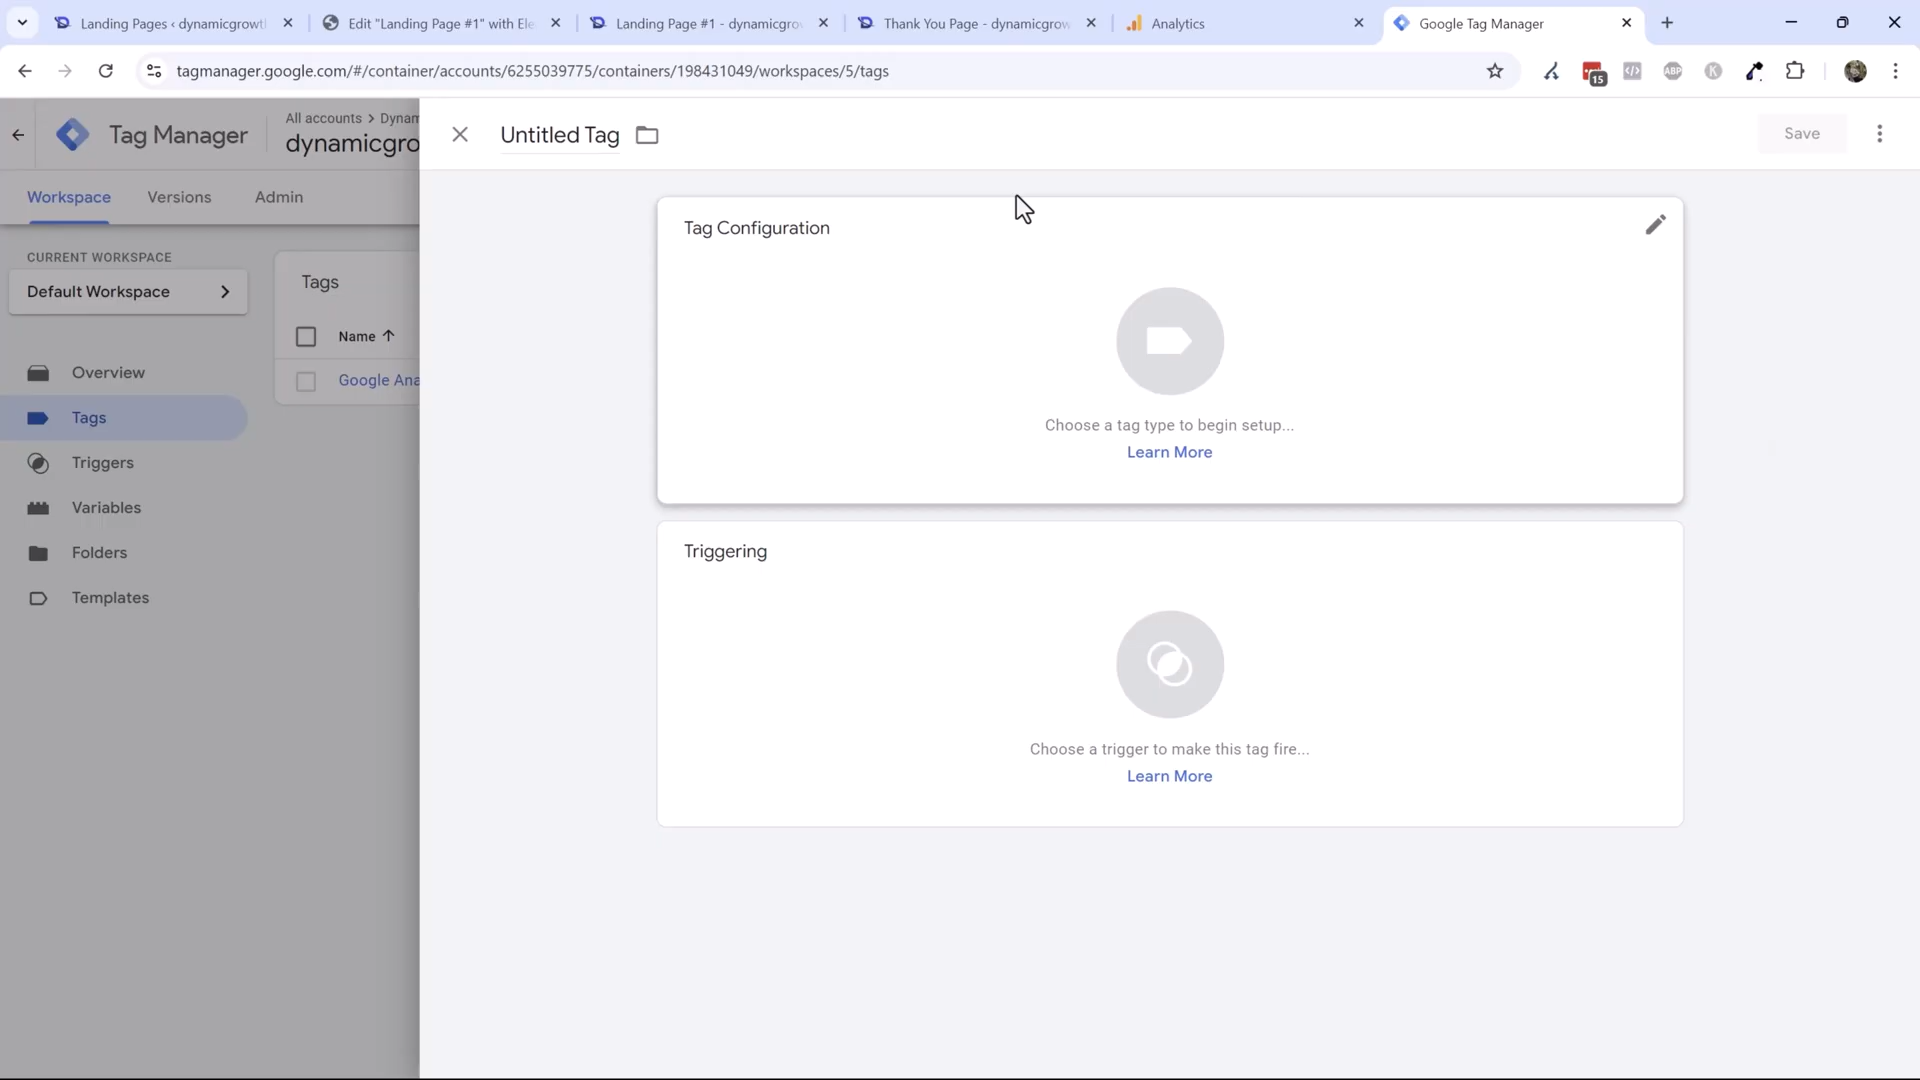 Landing Pages ‹ dynamicgrowt
Edit "Landing Page #1" with Ele
Landing Page #1 - dynamicgro
Thank You Page - dynamicgrow
Analytics
Google Tag Manager
tagmanager.google.com/#/container/accounts/6255039775/containers/198431049/workspaces/5/tags
15
ABP
K
Tag Manager
All accounts > Dynam
dynamicgro
Untitled Tag
Save
Workspace
Versions
Admin
CURRENT WORKSPACE
Default Workspace
Overview
Tags
Triggers
Variables
Folders
Templates
Tags
Name
Google Ana
Tag Configuration
Choose a tag type to begin setup...
Learn More
Triggering
Choose a trigger to make this tag fire...
Learn More